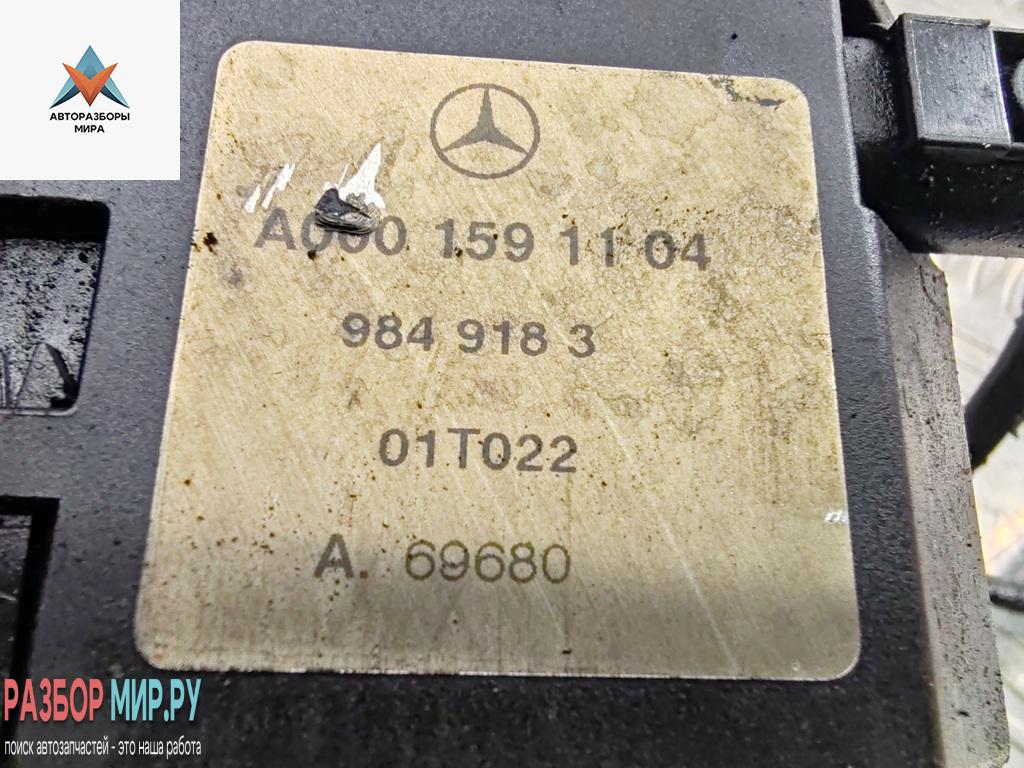 АВТОРАЗБОРЫ
МИРА
A000 159 11 04
984 918 3
01T022
A. 69680
РАЗБОР МИР.РУ
поиск автозапчастей - это наша работа